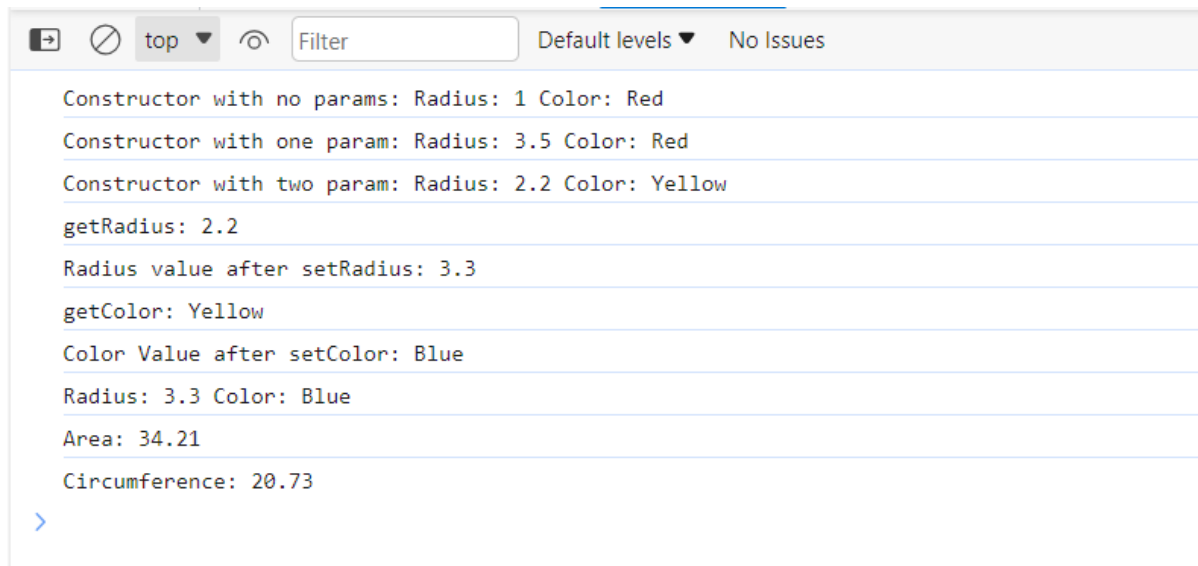 top Filter Default levels No Issues
Constructor with no params: Radius: 1 Color: Red
Constructor with one param: Radius: 3.5 Color: Red
Constructor with two param: Radius: 2.2 Color: Yellow
getRadius: 2.2
Radius value after setRadius: 3.3
getColor: Yellow
Color Value after setColor: Blue
Radius: 3.3 Color: Blue
Area: 34.21
Circumference: 20.73